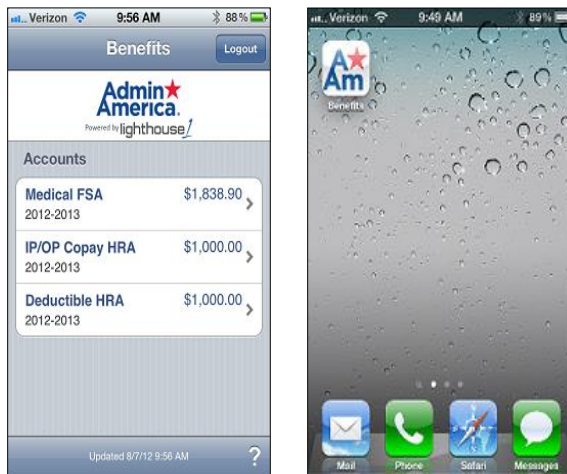 Verizon 9:56 AM 88%
Benefits Logout
Admin
America.
Powered by lighthouse1
Accounts
Medical FSA $1,838.90
2012-2013
IP/OP Copay HRA $1,000.00
2012-2013
Deductible HRA $1,000.00
2012-2013
Updated 8/7/12 9:56 AM ?
Verizon 9:49 AM 89%
A
Am
Benefits
Mail Phone Safari Messages